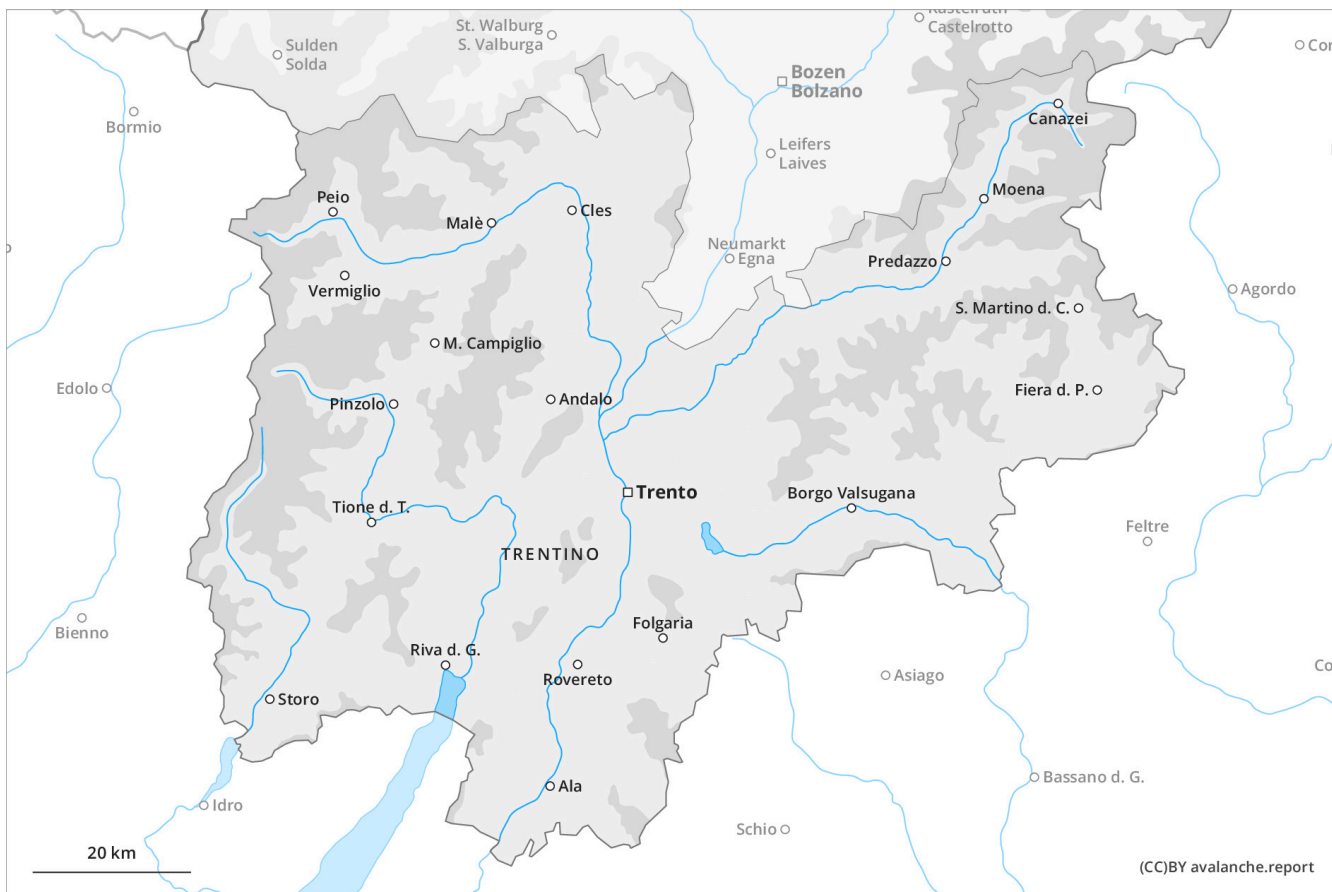 Kastelruth
Castelrotto
St. Walburg
S. Valburga
Sulden
Solda
Bozen
Bolzano
Bormio
Canazei
Leifers
Laives
Moena
Peio
Malè
Cles
Neumarkt
Egna
Predazzo
Vermiglio
Agordo
S. Martino d. C.
M. Campiglio
Edolo
Fiera d. P.
Andalo
Pinzolo
Trento
Borgo Valsugana
Tione d. T.
Feltre
TRENTINO
Bienno
Folgaria
Riva d. G.
Rovereto
Asiago
Storo
Bassano d. G.
Ala
Idro
Schio
20 km
(CC)BY avalanche.report